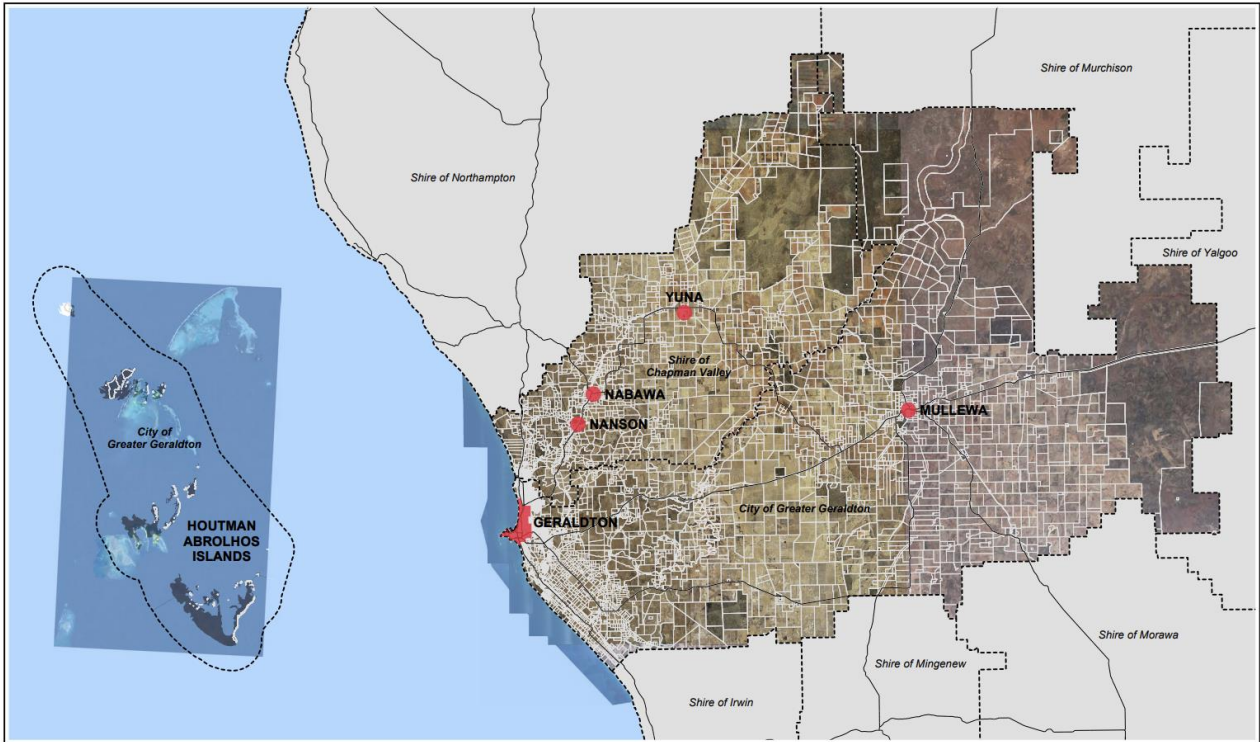 Shire of Murchison
Shire of Northampton
Shire of Yalgoo
YUNA
Shire of
Chapman Valley
NABAWA
MULLEWA
NANSON
City of
Greater Geraldton
City of Greater Geraldton
GERALDTON
HOUTMAN
ABROLHOS
ISLANDS
Shire of Morawa
Shire of Mingenew
Shire of Irwin